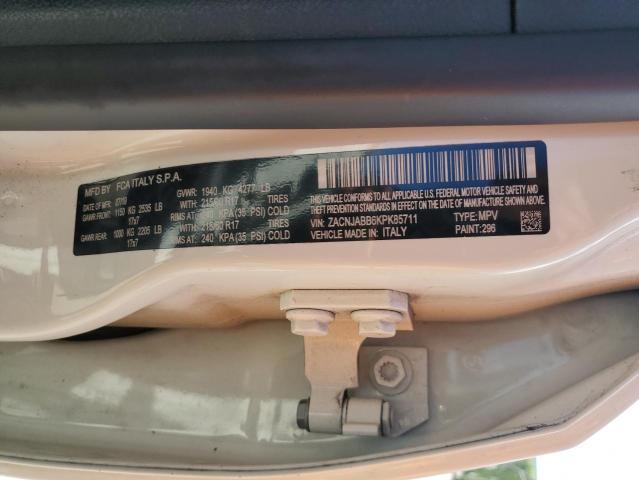 MFD BY FCA ITALY S.P.A.
DATE OF MFR GVWR: 1940 KG 4277 LB
GAWR FRONT: 1150 KG 2535 LB WITH 215/60 R17 TIRES
17x7 RIMS AT 240 KPA (35 PSI) COLD
GAWR REAR: 1000 KG 2205 LB WITH 215/60 R17 TIRES
17x7 RIMS AT: 240 KPA (35 PSI) COLD
THIS VEHICLE CONFORMS TO ALL APPLICABLE U.S.
FEDERAL MOTOR VEHICLE SAFETY, BUMPER, AND THEFT PREVENTION
STANDARDS IN EFFECT ON THE DATE OF MANUFACTURE SHOWN ABOVE.
VIN: ZACNJABB6KPK85711 TYPE: MPV
VEHICLE MADE IN: ITALY PAINT: 296